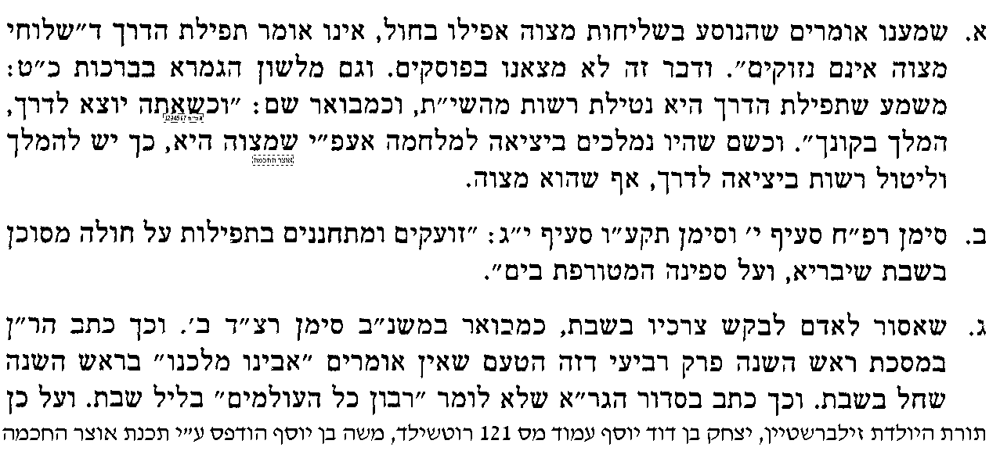 א. שמענו אומרים שהנוסע בשליחות מצוה אפילו בחול, אינו אומר תפילת הדרך ד״שלוחי
מצוה אינם נזוקים״. ודבר זה לא מצאנו בפוסקים. וגם מלשון הגמרא בברכות כ״ט:
משמע שתפילת הדרך היא נטילת רשות מהשי״ת, וכמבואר שם: ״וכשאתה יוצא לדרך,
המלך בקונך״. וכשם שהיו נמלכים ביציאה למלחמה אעפ״י שמצוה היא, כך יש להמלך
אוצר החכמה
וליטול רשות ביציאה לדרך, אף שהוא מצוה.
ב. סימן רפ״ח סעיף י׳ וסימן תקע״ו סעיף י״ג: ״זועקים ומתחננים בתפילות על חולה מסוכן
בשבת שיבריא, ועל ספינה המטורפת בים״.
ג. שאסור לאדם לבקש צרכיו בשבת, כמבואר במשנ״ב סימן רצ״ד ב׳. וכך כתב הר״ן
במסכת ראש השנה פרק רביעי דזה הטעם שאין אומרים ״אבינו מלכנו״ בראש השנה
שחל בשבת. וכך כתב בסדור הגר״א שלא לומר ״רבון כל העולמים״ בליל שבת. ועל כן
תורת היולדת זילברשטיין, יצחק בן דוד יוסף עמוד מס 121 רוטשילד, משה בן יוסף הודפס ע״י תכנת אוצר החכמה